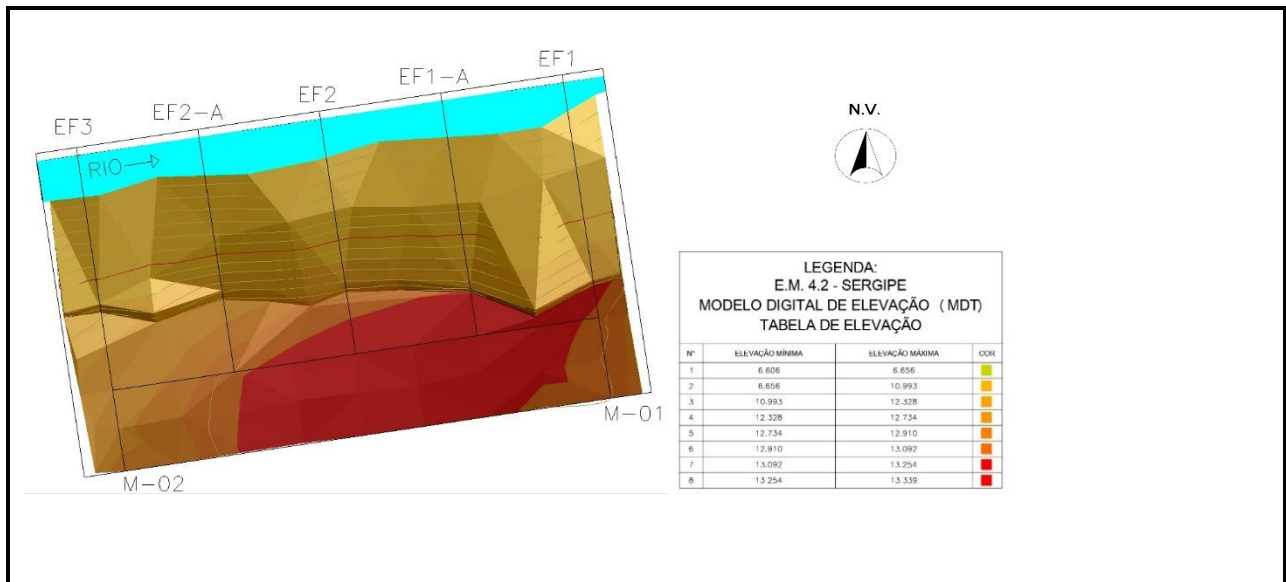 EF3
EF2-A
EF2
EF1-A
EF1
RIO
M-02
M-01
N.V.
LEGENDA:
E.M. 4.2 - SERGIPE
MODELO DIGITAL DE ELEVAÇÃO ( MDT)
TABELA DE ELEVAÇÃO
N° ELEVAÇÃO MÍNIMA ELEVAÇÃO MÁXIMA COR
1 6.606 6.656
2 6.656 10.993
3 10.993 12.328
4 12.328 12.734
5 12.734 12.910
6 12.910 13.092
7 13.092 13.254
8 13.254 13.339